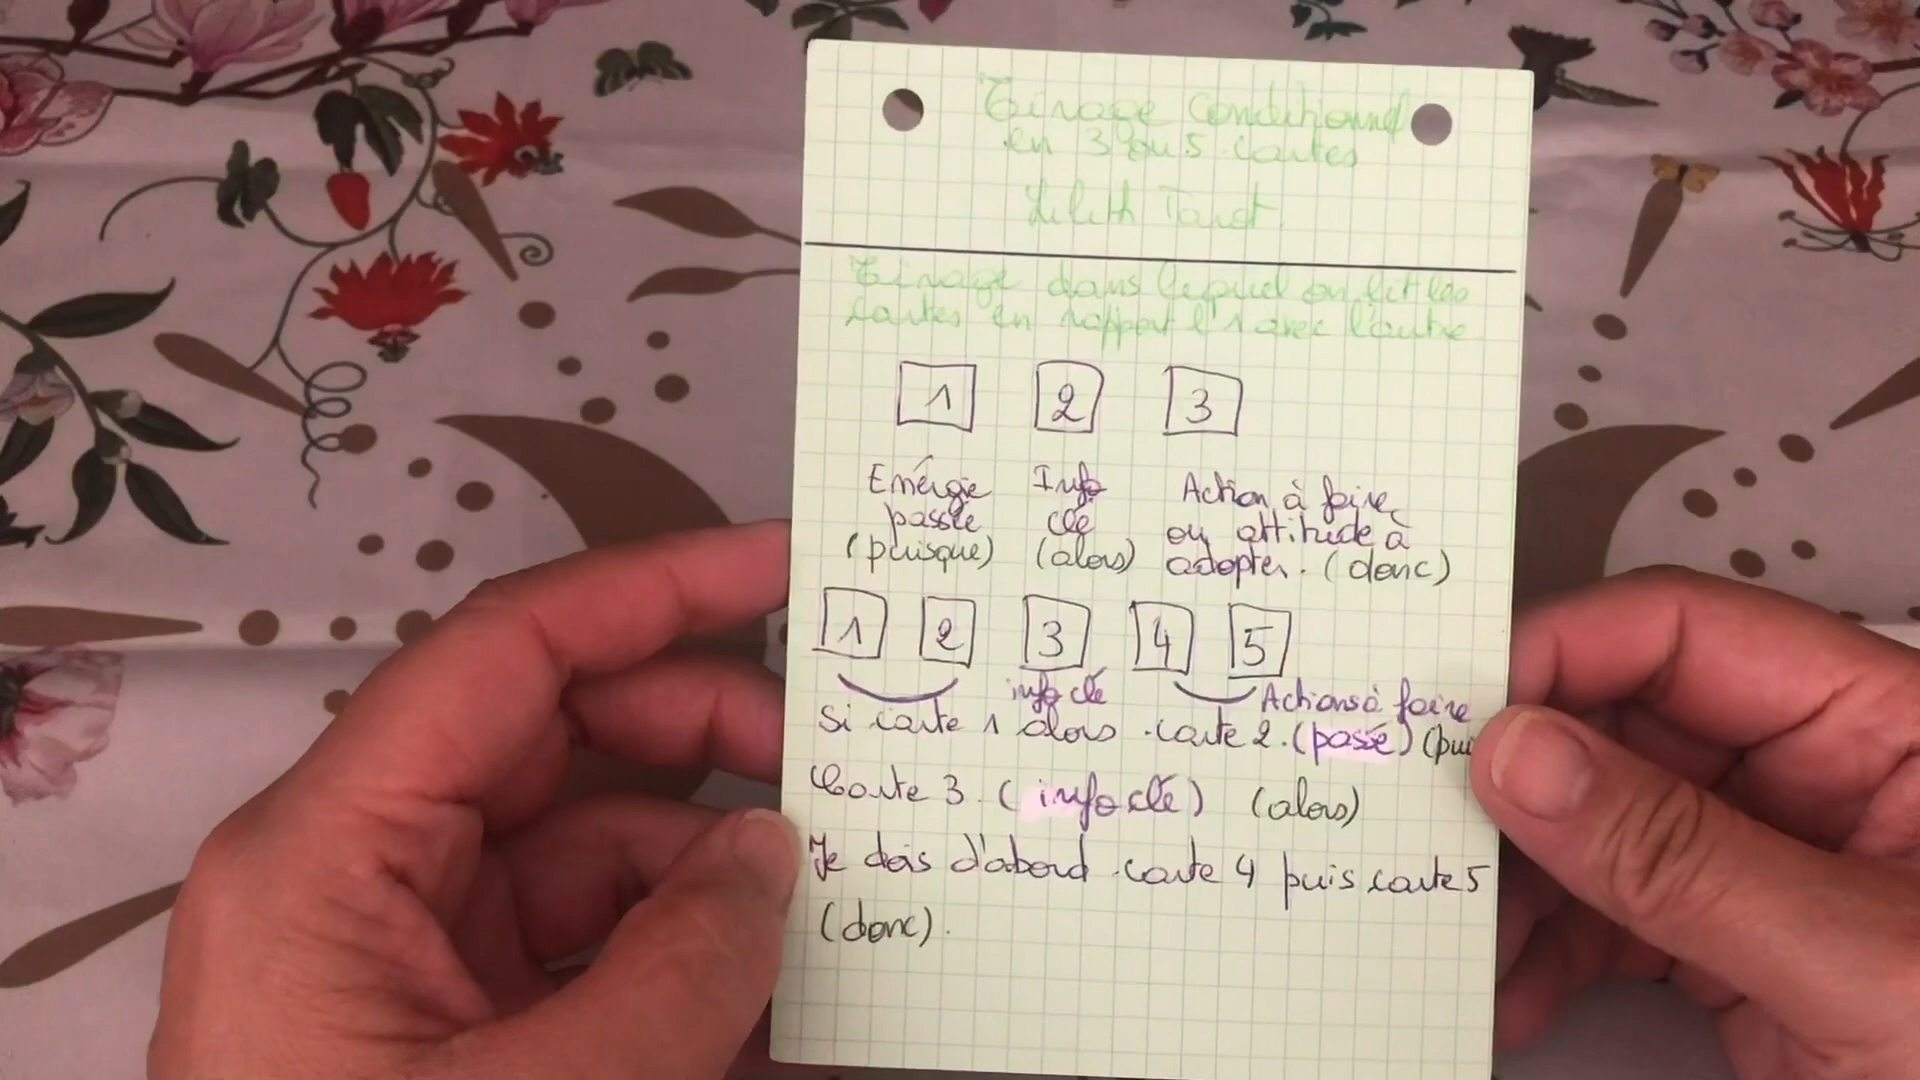 Tirage conditionnel
en 3 ou 5 cartes
Lilith Tarot
Tirage dans lequel on lit les
cartes en rapport l'1 avec l'autre
1 2 3
Enérgie Info Action à faire
passée clé ou attitude à
(puisque) (alors) adopter. (donc)
1 2 3 4 5
info clé Actions à faire
Si carte 1 alors carte 2. (passé) (pui
Carte 3. (info clé) (alors)
Je dois d'abord carte 4 puis carte 5
(donc).